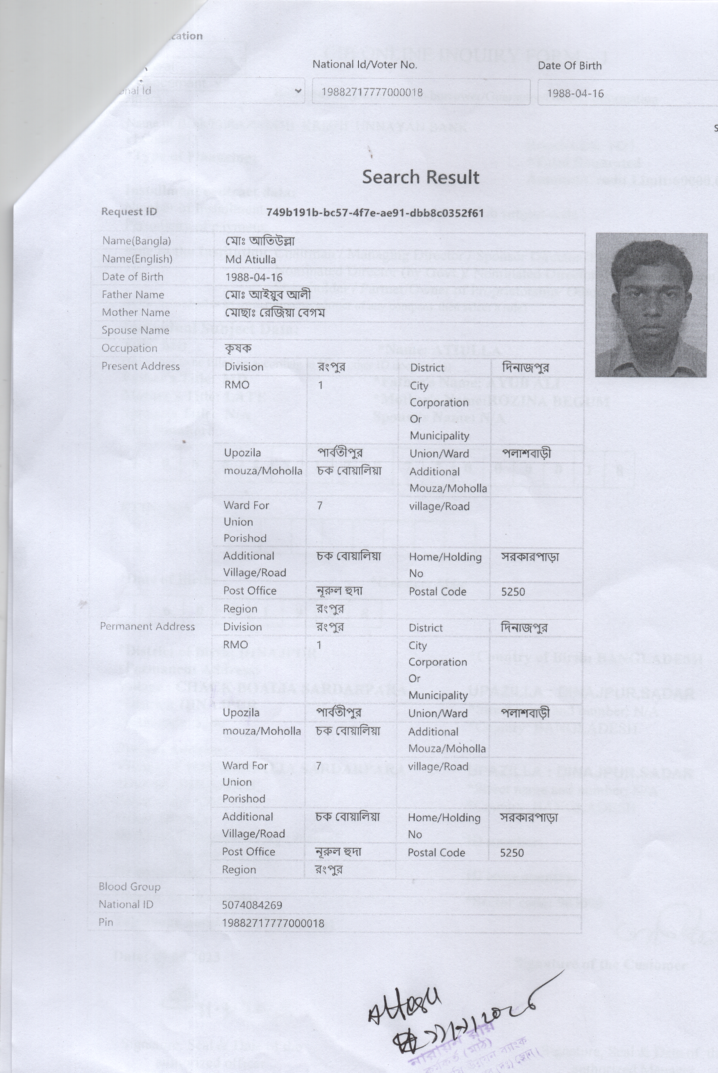 cation
National Id/Voter No. Date Of Birth
nal Id 19882717777000018 1988-04-16
Search Result
Request ID 749b191b-bc57-4f7e-ae91-dbb8c0352f61
Name(Bangla) মোঃ আতিউল্লা
Name(English) Md Atiulla
Date of Birth 1988-04-16
Father Name মোঃ আইয়ুব আলী
Mother Name মোছাঃ রেজিয়া বেগম
Spouse Name
Occupation কৃষক
Present Address Division রংপুর District দিনাজপুর
RMO 1 City
Corporation
Or
Municipality
Upozila পার্বতীপুর Union/Ward পলাশবাড়ী
mouza/Moholla চক বোয়ালিয়া Additional
Mouza/Moholla
Ward For 7 village/Road
Union
Porishod
Additional চক বোয়ালিয়া Home/Holding সরকারপাড়া
Village/Road No
Post Office নূরুল হুদা Postal Code 5250
Region রংপুর
Permanent Address Division রংপুর District দিনাজপুর
RMO 1 City
Corporation
Or
Municipality
Upozila পার্বতীপুর Union/Ward পলাশবাড়ী
mouza/Moholla চক বোয়ালিয়া Additional
Mouza/Moholla
Ward For 7 village/Road
Union
Porishod
Additional চক বোয়ালিয়া Home/Holding সরকারপাড়া
Village/Road No
Post Office নূরুল হুদা Postal Code 5250
Region রংপুর
Blood Group
National ID 5074084269
Pin 19882717777000018